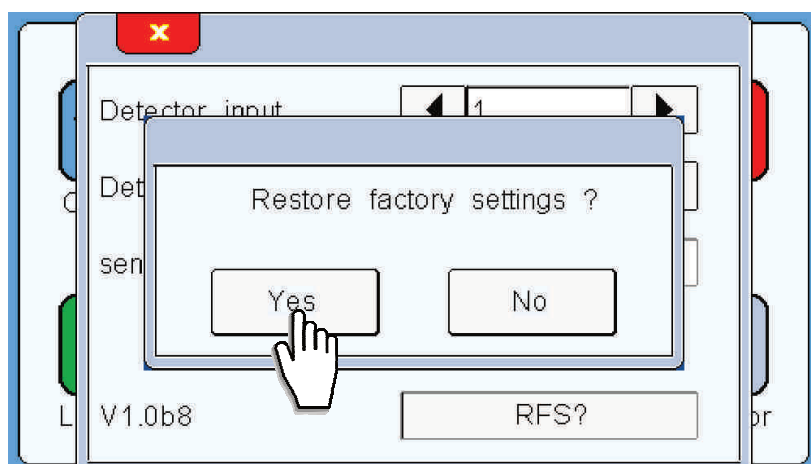 x
Detector input 1
Det
Restore factory settings ?
sen
Yes No
V1.0b8 RFS?